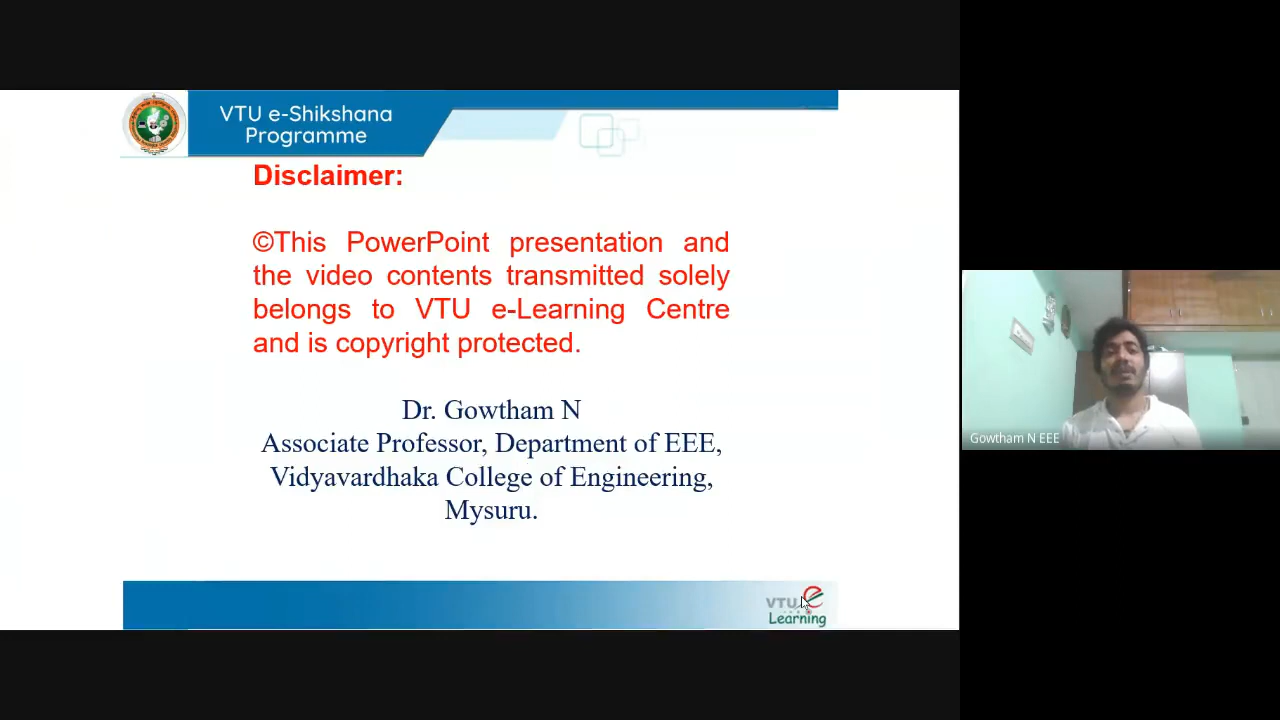 VTU e-Shikshana
Programme
Disclaimer:
©This PowerPoint presentation and
the video contents transmitted solely
belongs to VTU e-Learning Centre
and is copyright protected.
Dr. Gowtham N
Associate Professor, Department of EEE,
Vidyavardhaka College of Engineering,
Mysuru.
Gowtham N EEE
VTU e
Learning